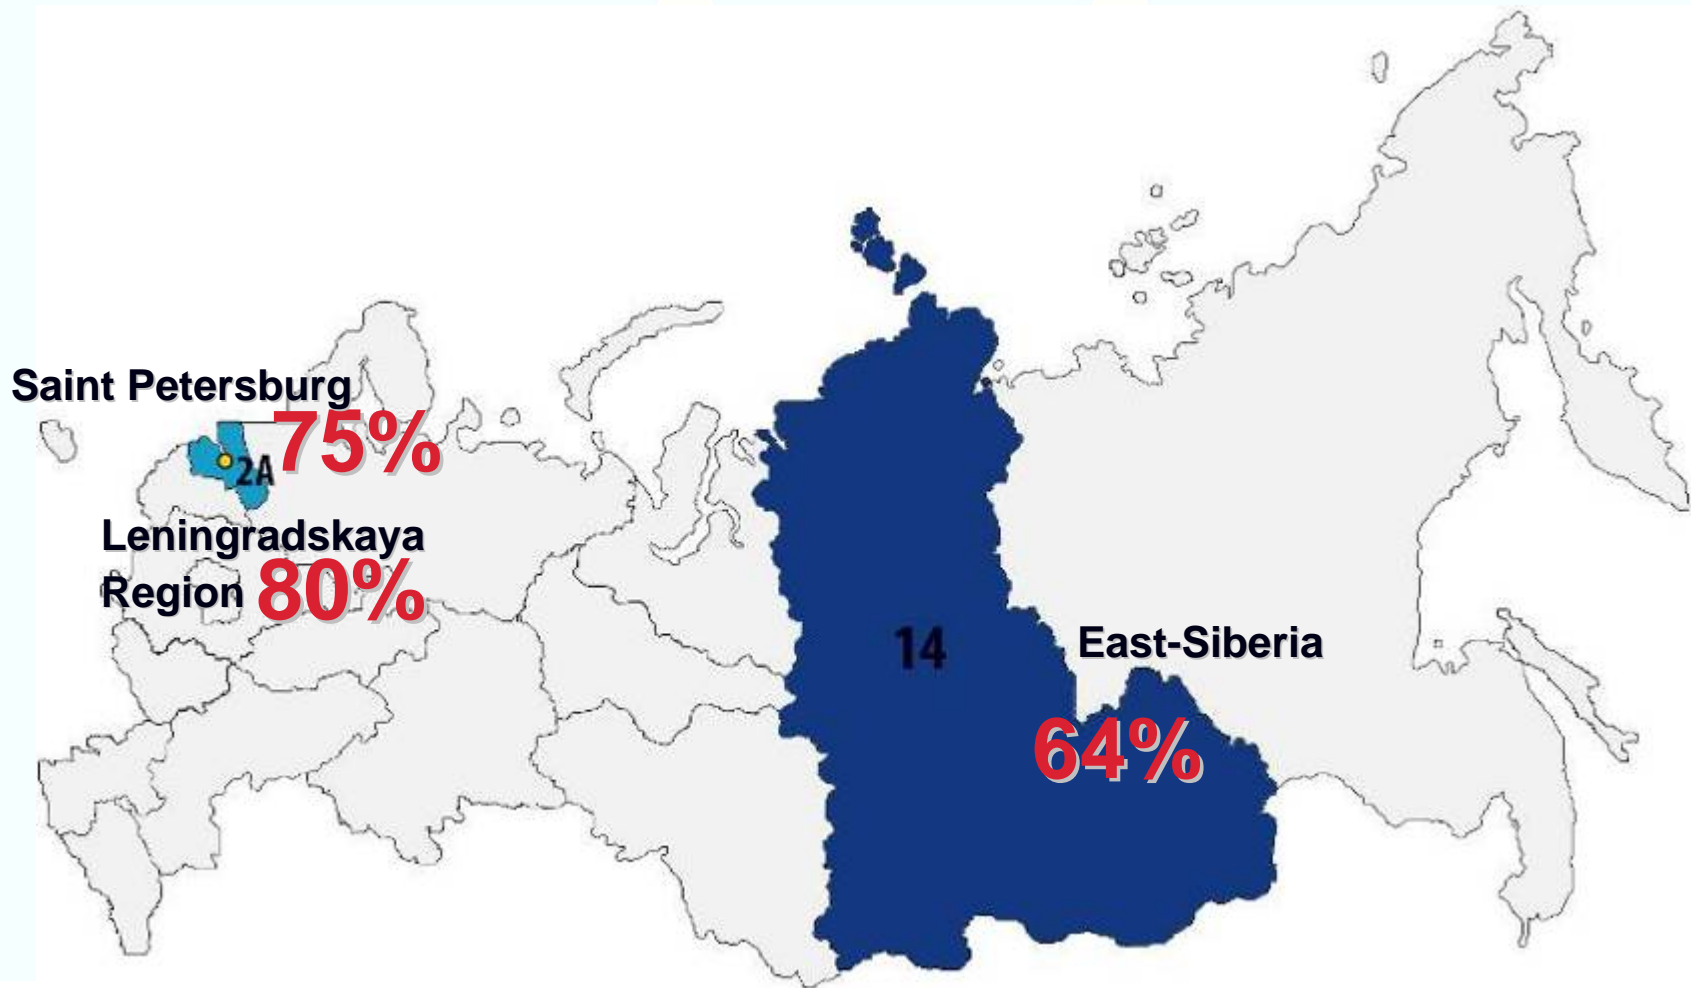 Saint Petersburg
75%
2A
Leningradskaya
Region 80%
East-Siberia
14
64%